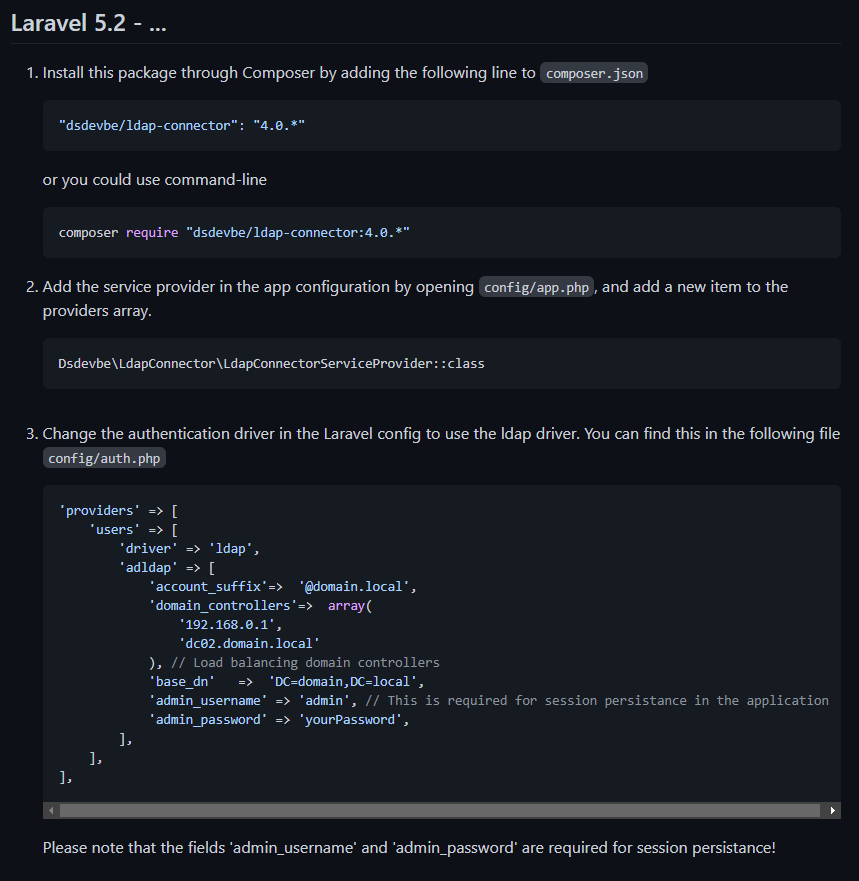 Laravel 5.2 - ...
1. Install this package through Composer by adding the following line to composer.json
"dsdevbe/ldap-connector": "4.0.*"
or you could use command-line
composer require "dsdevbe/ldap-connector:4.0.*"
2. Add the service provider in the app configuration by opening config/app.php, and add a new item to the
providers array.
Dsdevbe\LdapConnector\LdapConnectorServiceProvider::class
3. Change the authentication driver in the Laravel config to use the ldap driver. You can find this in the following file
config/auth.php
'providers' => [
    'users' => [
        'driver' => 'ldap',
        'adldap' => [
            'account_suffix'=>  '@domain.local',
            'domain_controllers'=>  array(
                '192.168.0.1',
                'dc02.domain.local'
            ), // Load balancing domain controllers
            'base_dn'   =>  'DC=domain,DC=local',
            'admin_username' => 'admin', // This is required for session persistance in the application
            'admin_password' => 'yourPassword',
        ],
    ],
],
Please note that the fields 'admin_username' and 'admin_password' are required for session persistance!